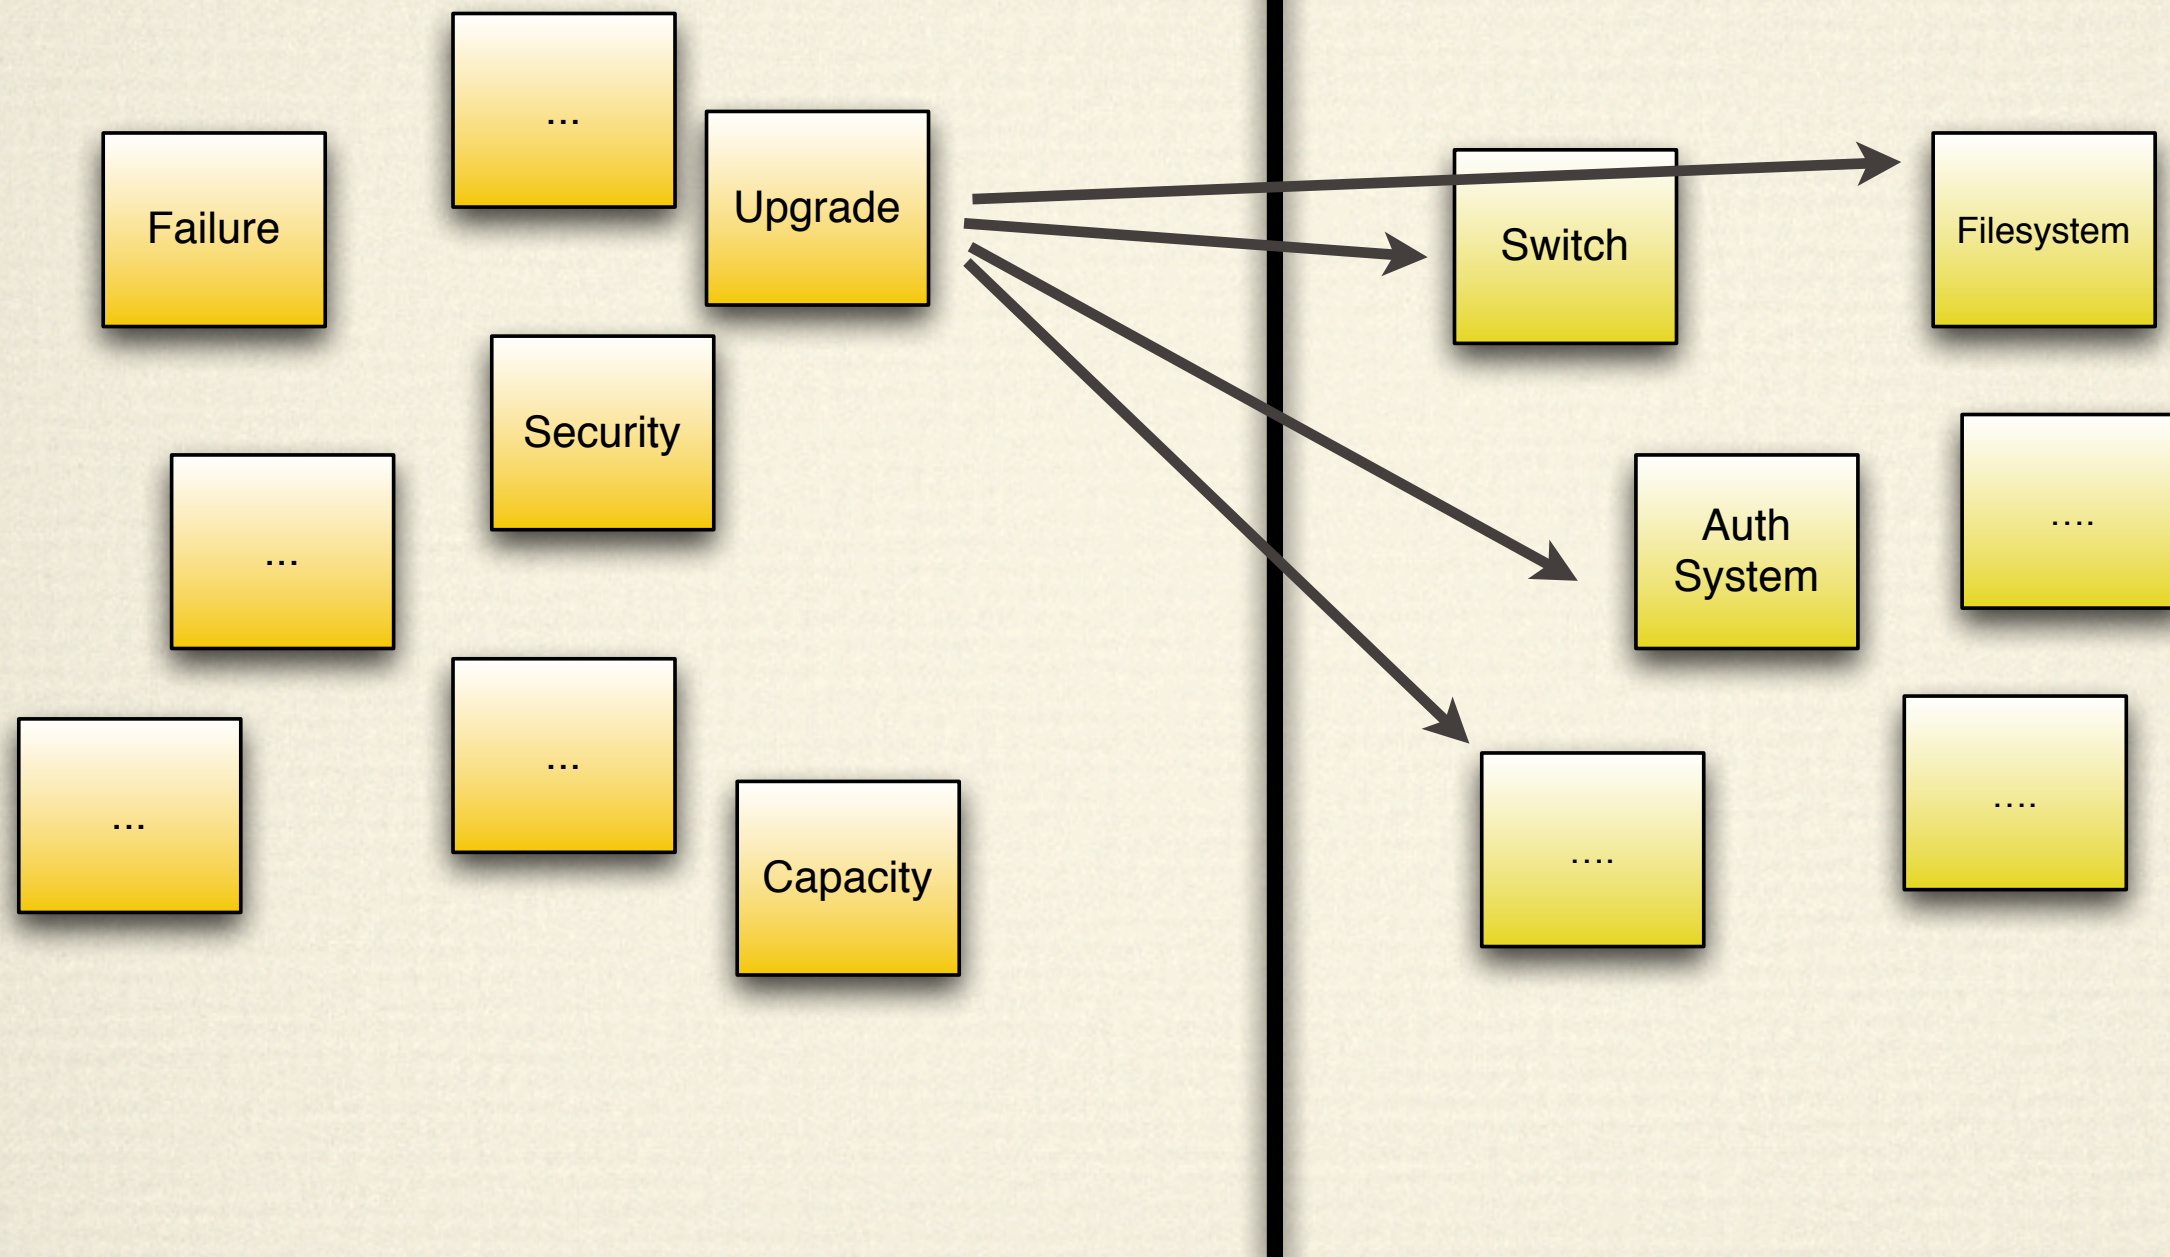 ...
Failure
Upgrade
Security
...
...
...
Capacity
Switch
Filesystem
Auth
System
....
....
....